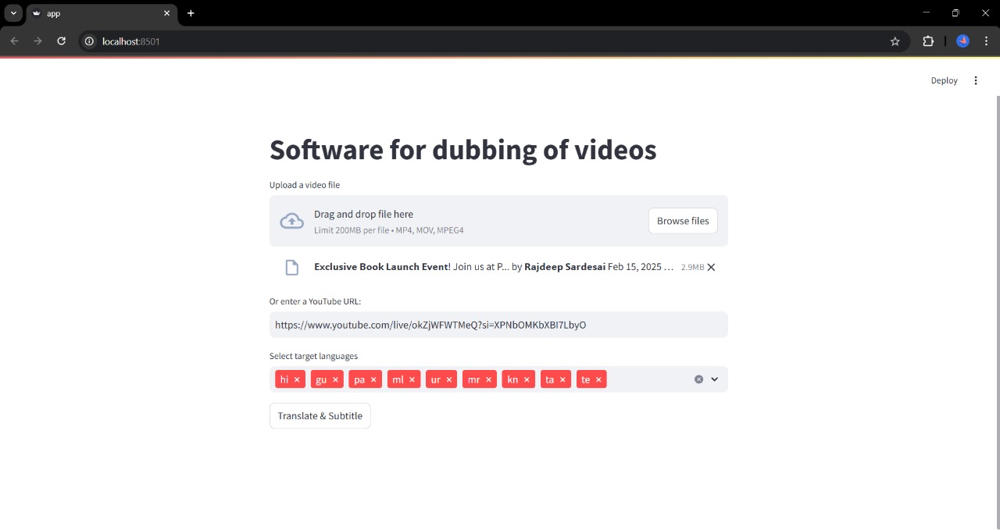 app
localhost:8501
Deploy
Software for dubbing of videos
Upload a video file
Drag and drop file here
Limit 200MB per file • MP4, MOV, MPEG4
Browse files
Exclusive Book Launch Event! Join us at P... by Rajdeep Sardesai Feb 15, 2025 ... 2.9MB
Or enter a YouTube URL:
https://www.youtube.com/live/okZjWFWTMeQ?si=XPNbOMKbXBI7LbyO
Select target languages
hi gu pa ml ur mr kn ta te
Translate & Subtitle